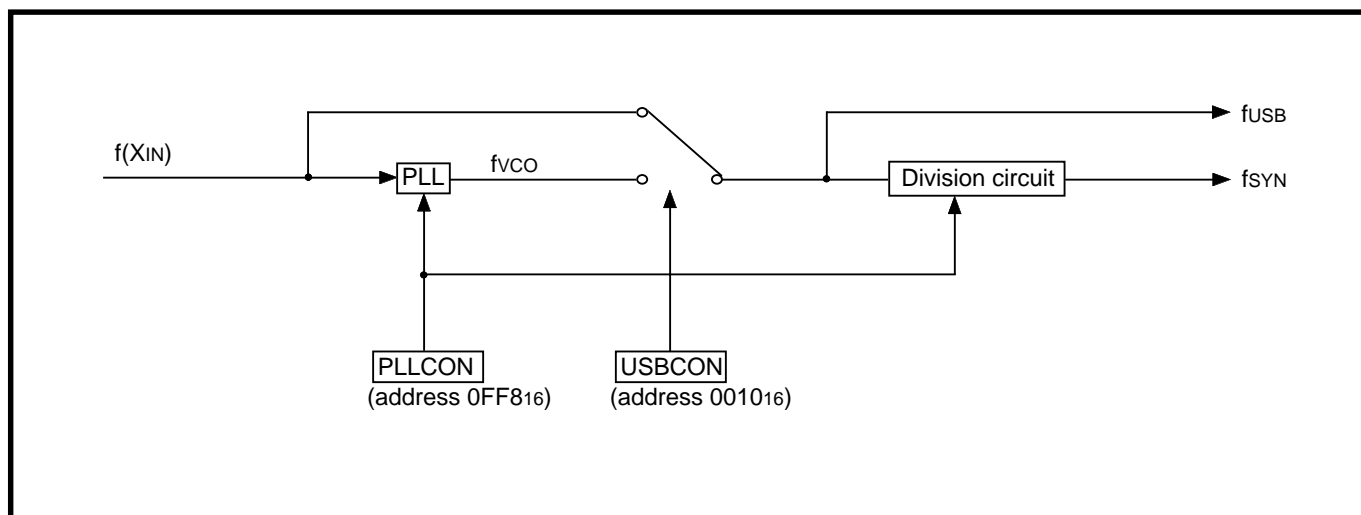 fUSB
f(XIN)
PLL
fVCO
Division circuit
fSYN
PLLCON
(address 0FF816)
USBCON
(address 001016)